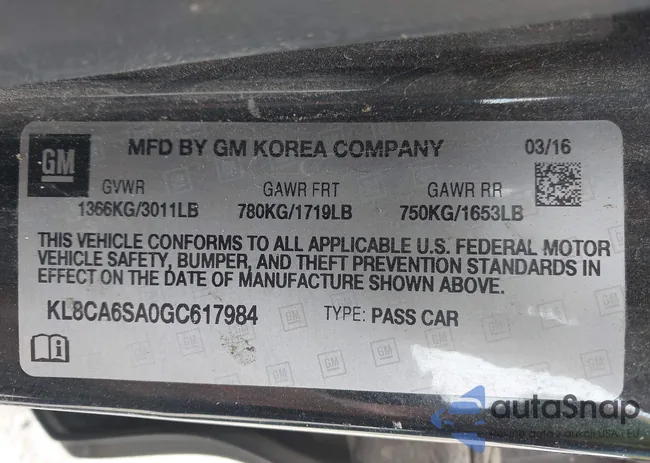 GM
MFD BY GM KOREA COMPANY 03/16
GVWR GAWR FRT GAWR RR
1366KG/3011LB 780KG/1719LB 750KG/1653LB
THIS VEHICLE CONFORMS TO ALL APPLICABLE U.S. FEDERAL MOTOR
VEHICLE SAFETY, BUMPER, AND THEFT PREVENTION STANDARDS IN
EFFECT ON THE DATE OF MANUFACTURE SHOWN ABOVE.
KL8CA6SA0GC617984 TYPE: PASS CAR
autoSnap